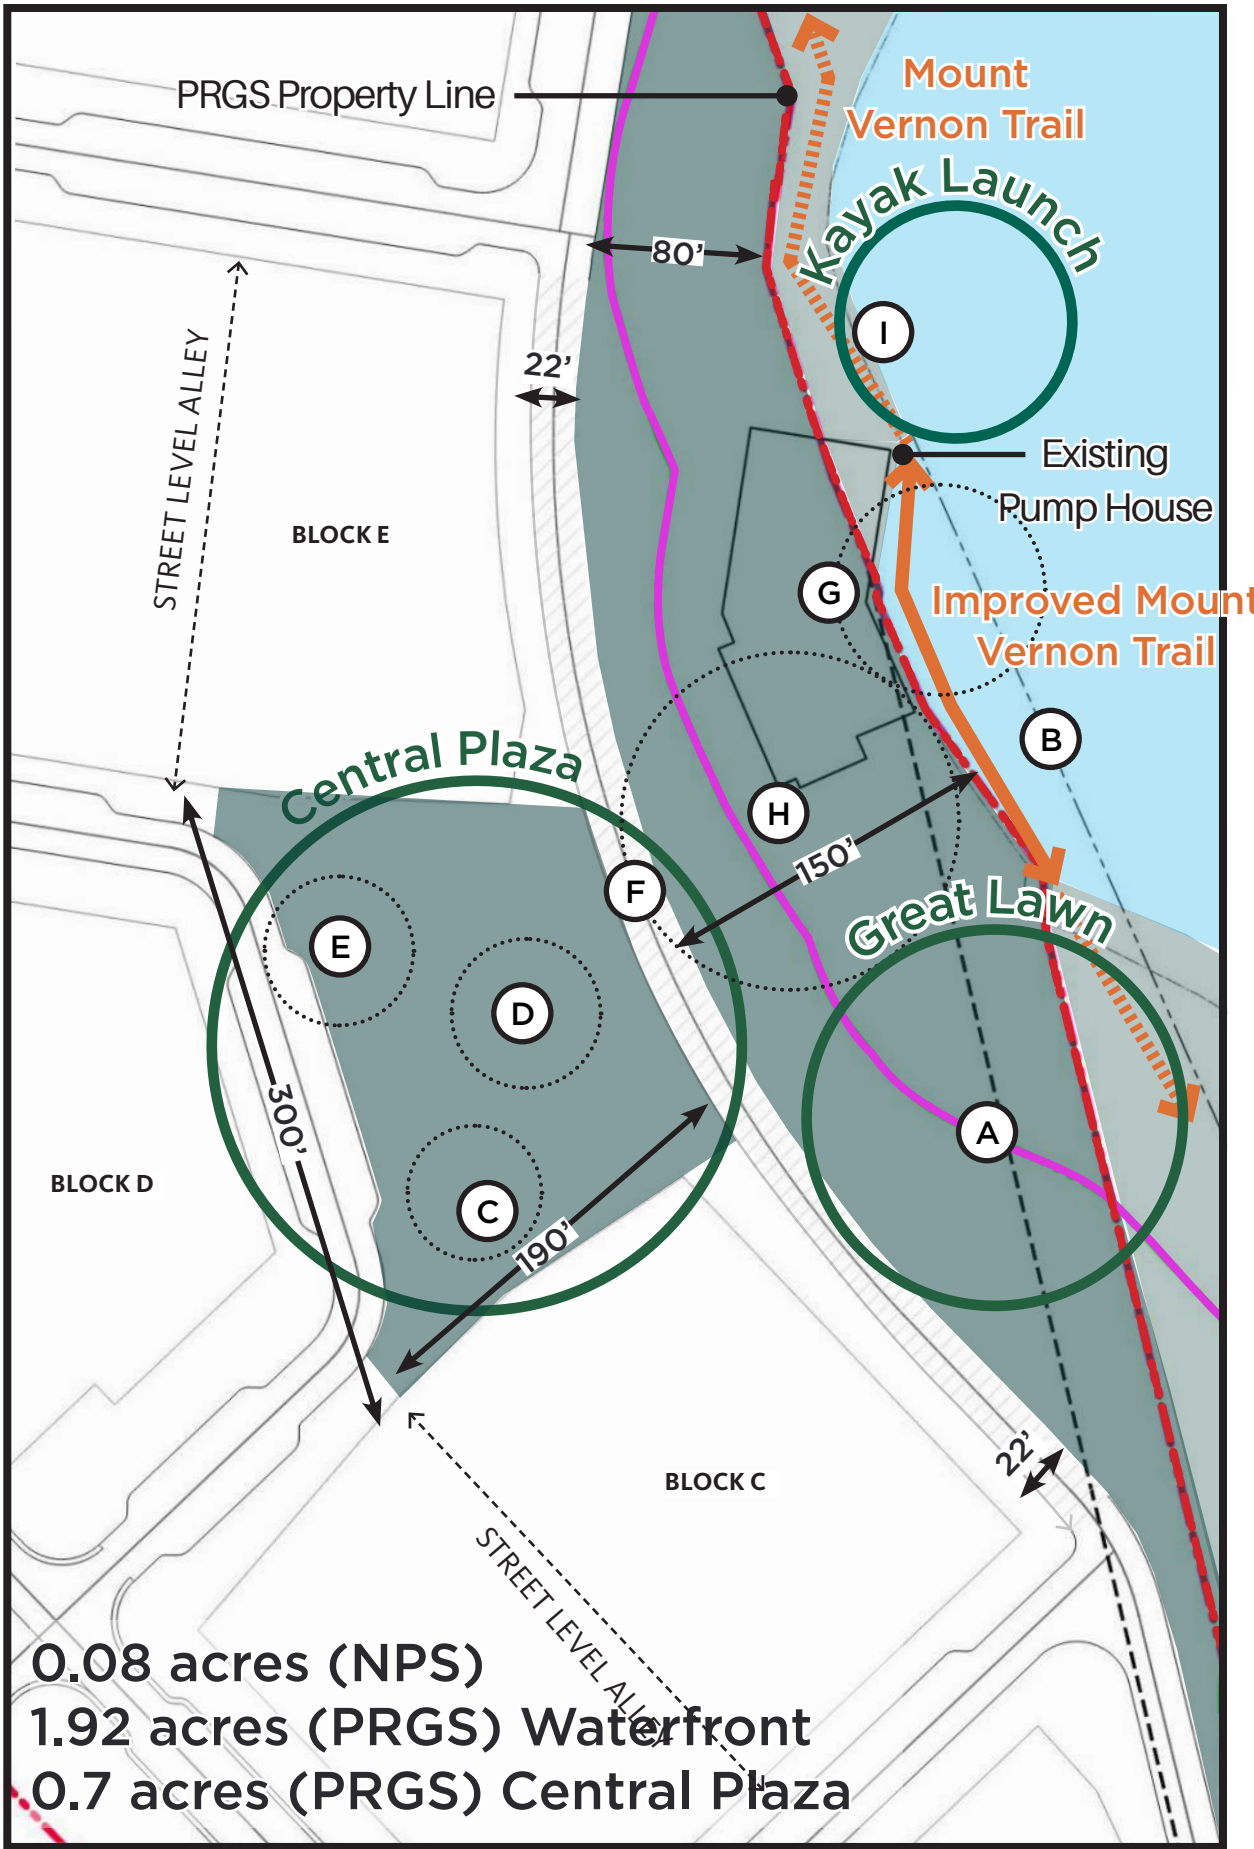 Mount
Vernon Trail
PRGS Property Line
Kayak Launch
80’
I
22’
STREET LEVEL ALLEY
Existing
Pump House
BLOCK E
G
Improved Mount
Vernon Trail
B
Central Plaza
H
150’
F
Great Lawn
E
D
300’
A
BLOCK D
C
190’
22’
BLOCK C
STREET LEVEL ALLEY
0.08 acres (NPS)
1.92 acres (PRGS) Waterfront
0.7 acres (PRGS) Central Plaza